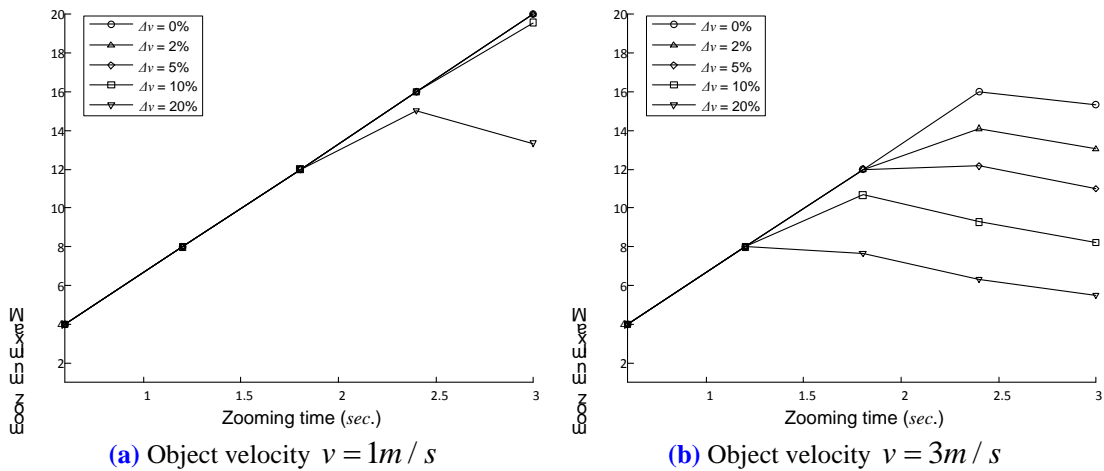 20
18
16
14
12
10
8
4
2
Δv = 0%
Δv = 2%
Δv = 5%
Δv = 10%
Δv = 20%
Maximum zoom
1
1.5
2
2.5
3
Zooming time (sec.)
(a) Object velocity v = 1m / s
20
18
16
14
12
10
8
6
4
2
Δv = 0%
Δv = 2%
Δv = 5%
Δv = 10%
Δv = 20%
Maximum zoom
1
1.5
2
2.5
3
Zooming time (sec.)
(b) Object velocity v = 3m / s